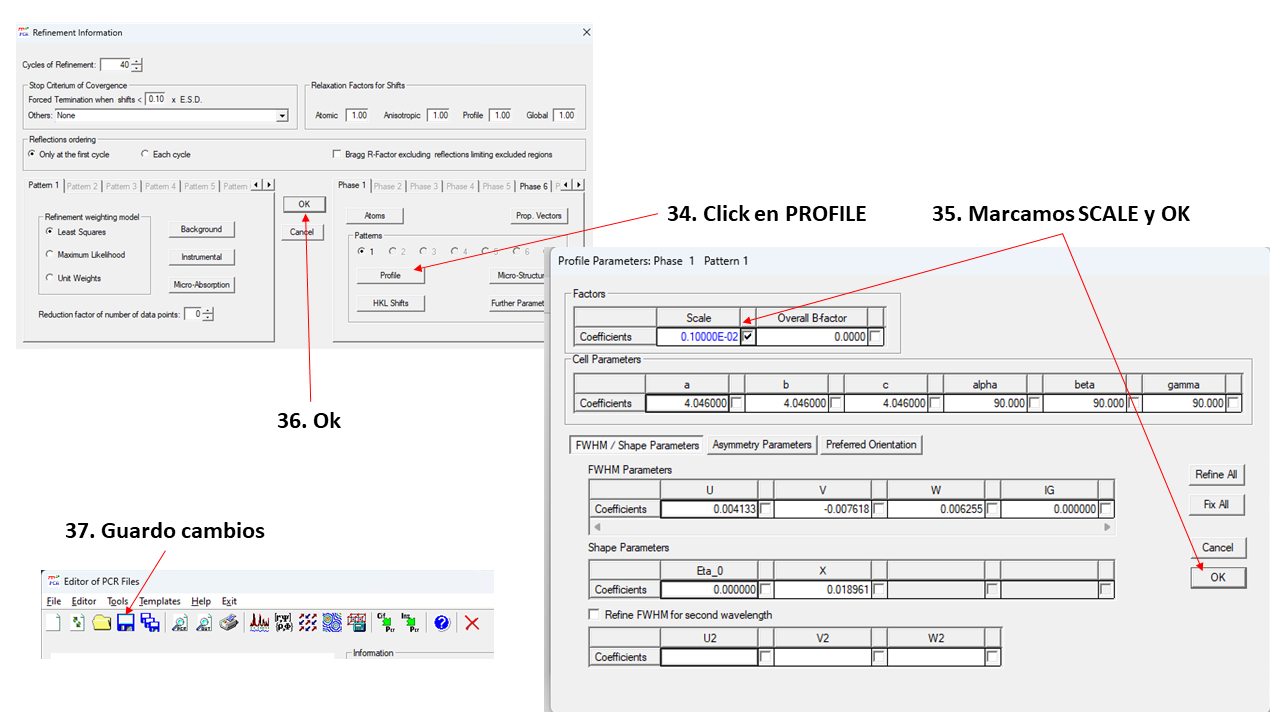 Refinement Information
Cycles of Refinement: 40
Stop Criterium of Covergence
Forced Termination when shifts < 0.10 x E.S.D.
Others: None
Relaxation Factors for Shifts
Atomic 1.00 Anisotropic 1.00 Profile 1.00 Global 1.00
Reflections ordering
Only at the first cycle Each cycle
Bragg R-Factor excluding reflections limiting excluded regions
Pattern 1 Pattern 2 Pattern 3 Pattern 4 Pattern 5 Pattern
Refinement weighting model
Least Squares
Maximum Likelihood
Unit Weights
Background
Instrumental
Micro-Absorption
Reduction factor of number of data points: 0
OK
Cancel
Phase 1 Phase 2 Phase 3 Phase 4 Phase 5 Phase 6 P
Atoms Prop. Vectors
Patterns
1 2 3 4 5 6
Profile Micro-Structur
HKL Shifts Further Paramet
34. Click en PROFILE
35. Marcamos SCALE y OK
36. Ok
37. Guardo cambios
Profile Parameters: Phase 1 Pattern 1
Factors
Scale Overall B-factor
Coefficients 0.10000E-02 0.0000
Cell Parameters
a b c alpha beta gamma
Coefficients 4.046000 4.046000 4.046000 90.000 90.000 90.000
FWHM / Shape Parameters Asymmetry Parameters Preferred Orientation
FWHM Parameters
U V W IG
Coefficients 0.004133 -0.007618 0.006255 0.000000
Shape Parameters
Eta_0 X
Coefficients 0.000000 0.018961
Refine FWHM for second wavelength
U2 V2 W2
Coefficients
Refine All
Fix All
Cancel
OK
Editor of PCR Files
File Editor Tools Templates Help Exit
Information